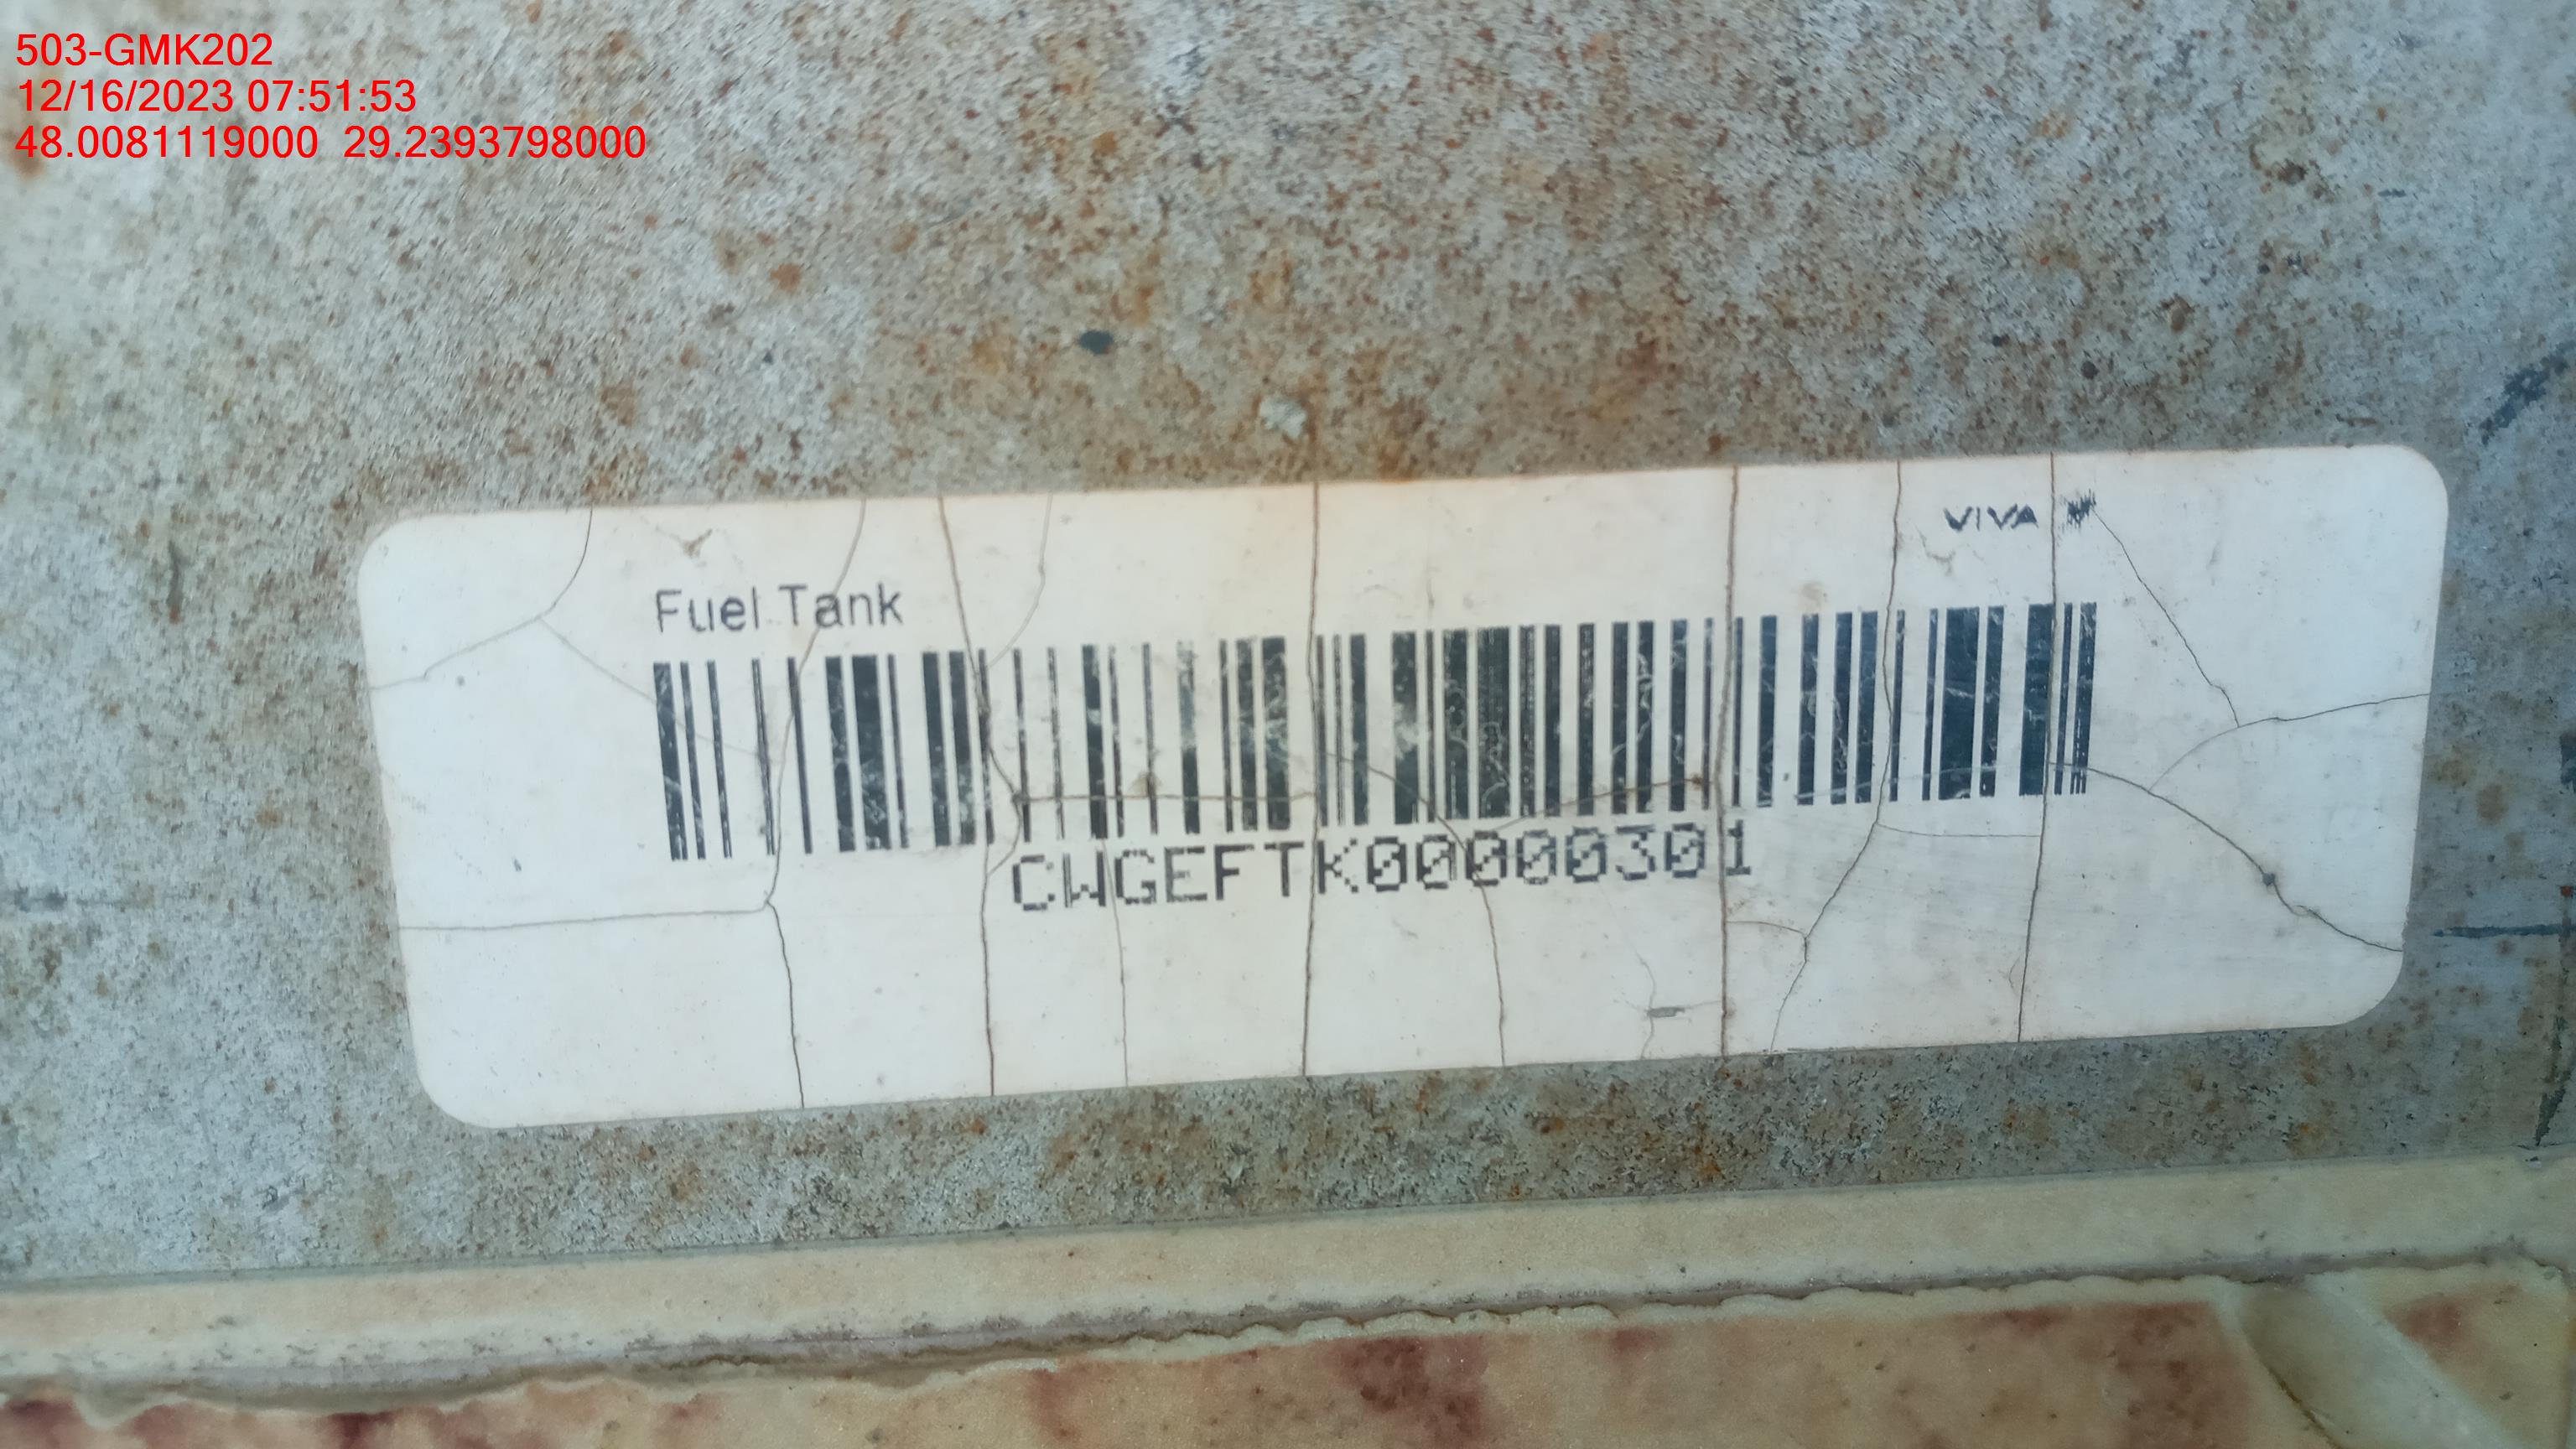 503-GMK202
12/16/2023 07:51:53
48.0081119000 29.2393798000
VIVA
Fuel Tank
CWGEFTK00000301